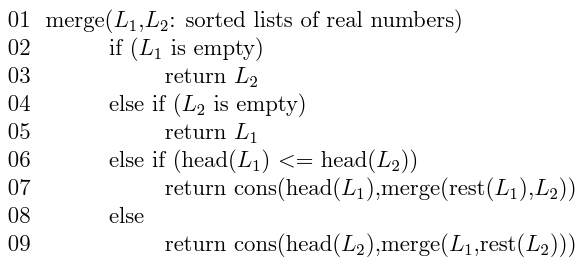 01 merge(L₁,L₂: sorted lists of real numbers)
02 if (L₁ is empty)
03 return L₂
04 else if (L₂ is empty)
05 return L₁
06 else if (head(L₁) <= head(L₂))
07 return cons(head(L₁),merge(rest(L₁),L₂))
08 else
09 return cons(head(L₂),merge(L₁,rest(L₂)))